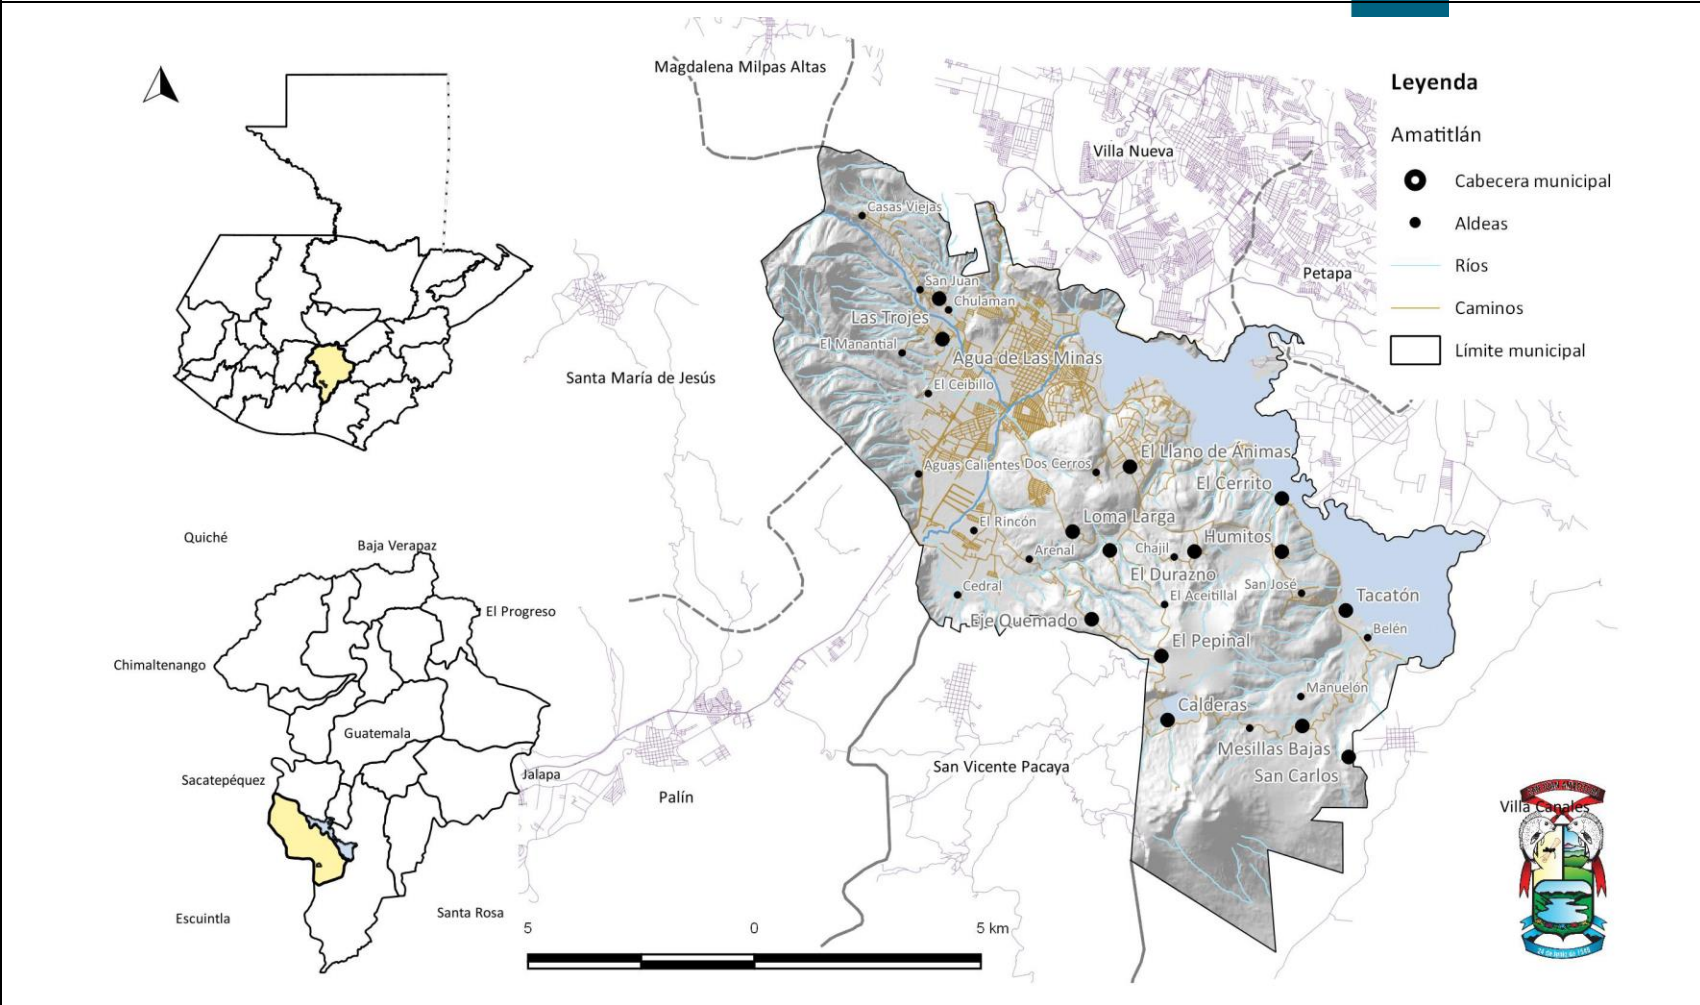 Magdalena Milpas Altas
Villa Nueva
Petapa
Santa María de Jesús
Leyenda
Amatitlán
Cabecera municipal
Aldeas
Ríos
Caminos
Límite municipal
Casas Viejas
San Juan
Chulaman
Las Trojes
El Manantial
Agua de Las Minas
El Ceibillo
Aguas Calientes
Dos Cerros
El Llano de Ánimas
El Cerrito
El Rincón
Loma Larga
Arenal
Chajil
Humitos
El Durazno
Cedral
El Aceitillal
San José
Tacatón
Eje Quemado
Belén
El Pepinal
Manuelón
Calderas
Mesillas Bajas
San Carlos
Quiché
Baja Verapaz
El Progreso
Chimaltenango
Guatemala
Sacatepéquez
Jalapa
Palín
San Vicente Pacaya
Villa Canales
Escuintla
Santa Rosa
5 0 5 km